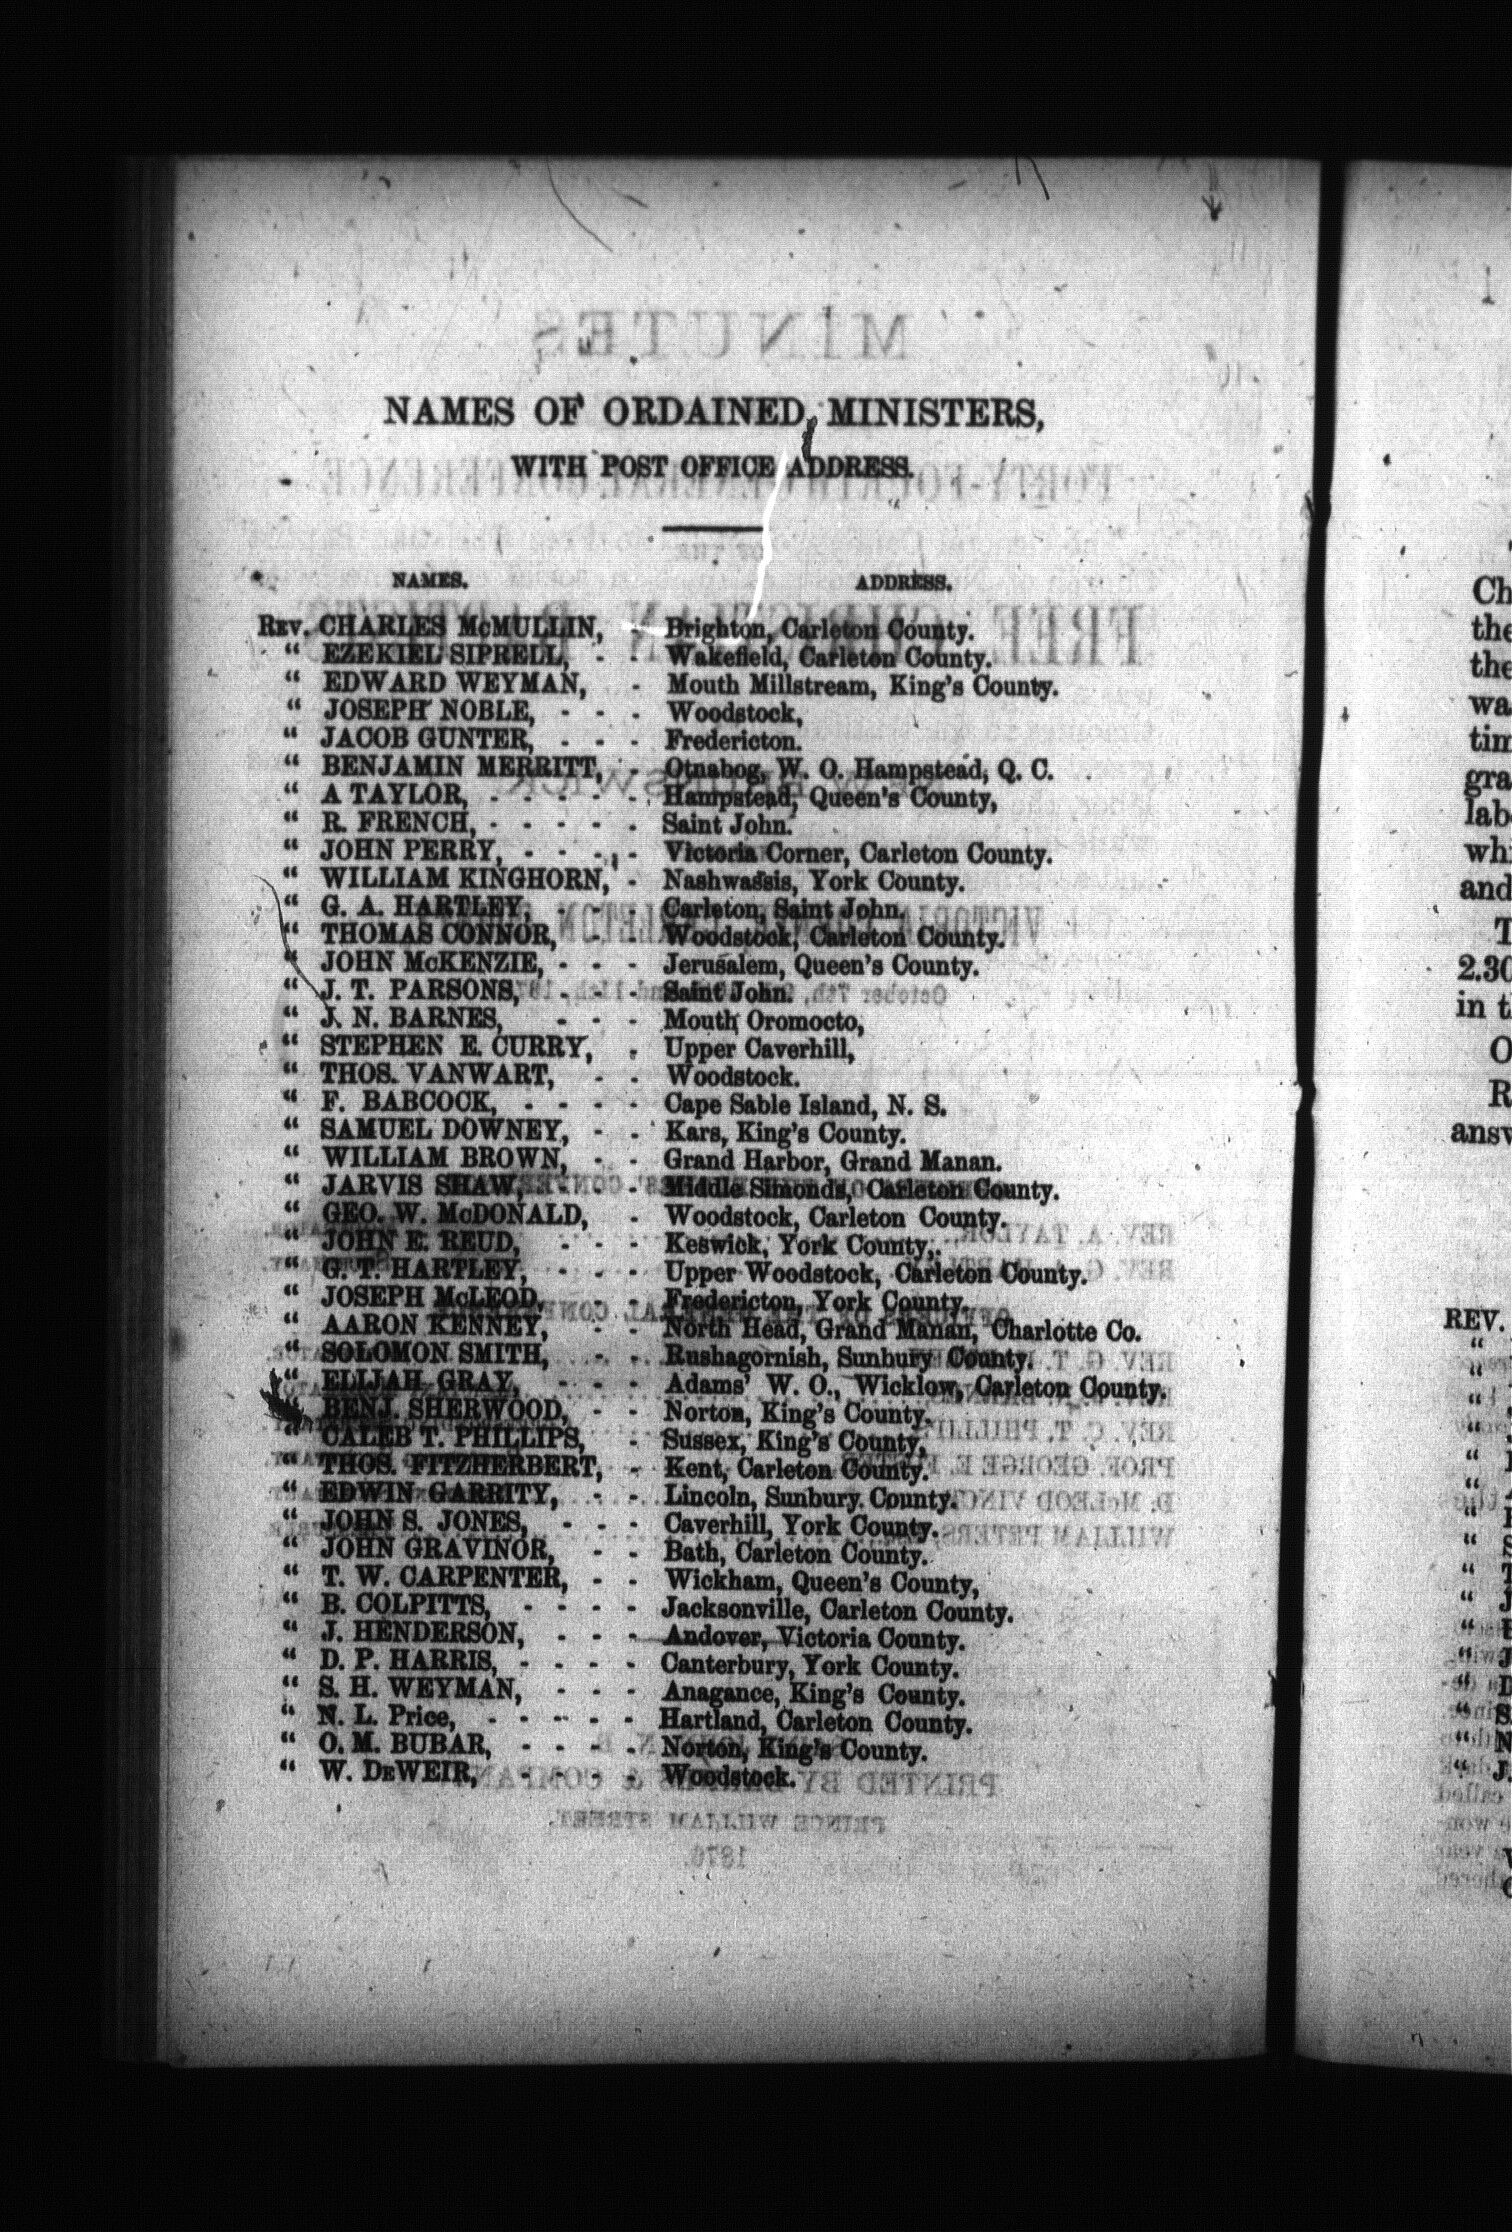 NAMES OF ORDAINED MINISTERS,
WITH POST OFFICE ADDRESS.
NAMES. ADDRESS.
REV. CHARLES McMULLIN, - Brighton, Carleton County.
“ EZEKIEL SIPRELL, - - Wakefield, Carleton County.
“ EDWARD WEYMAN, - Mouth Millstream, King's County.
“ JOSEPH NOBLE, - - - Woodstock,
“ JACOB GUNTER, - - - Fredericton.
“ BENJAMIN MERRITT, - Otnabog, W. O. Hampstead, Q. C.
“ A TAYLOR, - - - - - Hampstead, Queen's County,
“ R. FRENCH, - - - - - Saint John.
“ JOHN PERRY, - - - - Victoria Corner, Carleton County.
“ WILLIAM KINGHORN, - Nashwassis, York County.
“ G. A. HARTLEY, - - - Carleton, Saint John.
“ THOMAS CONNOR, - - Woodstock, Carleton County.
“ JOHN McKENZIE, - - - Jerusalem, Queen's County.
“ J. T. PARSONS, - - - Saint John.
“ J. N. BARNES, - - - Mouth Oromocto,
“ STEPHEN E. CURRY, - Upper Caverhill,
“ THOS. VANWART, - - Woodstock.
“ F. BABCOCK, - - - - Cape Sable Island, N. S.
“ SAMUEL DOWNEY, - - Kars, King's County.
“ WILLIAM BROWN, - - Grand Harbor, Grand Manan.
“ JARVIS SHAW, - - - Middle Simonds, Carleton County.
“ GEO. W. McDONALD, - Woodstock, Carleton County.
“ JOHN E. REUD, - - - Keswick, York County,.
“ G. T. HARTLEY, - - - Upper Woodstock, Carleton County.
“ JOSEPH McLEOD, - - Fredericton, York County.
“ AARON KENNEY, - - North Head, Grand Manan, Charlotte Co.
“ SOLOMON SMITH, - - Rushagornish, Sunbury County.
“ ELIJAH GRAY, - - - Adams' W. O., Wicklow, Carleton County.
“ BENJ. SHERWOOD, - - Norton, King's County.
“ CALEB T. PHILLIPS, - Sussex, King's County,
“ THOS. FITZHERBERT, - Kent, Carleton County.
“ EDWIN GARRITY, - - Lincoln, Sunbury County.
“ JOHN S. JONES, - - - Caverhill, York County.
“ JOHN GRAVINOR, - - Bath, Carleton County.
“ T. W. CARPENTER, - - Wickham, Queen's County,
“ B. COLPITTS, - - - - Jacksonville, Carleton County.
“ J. HENDERSON, - - - Andover, Victoria County.
“ D. P. HARRIS, - - - - Canterbury, York County.
“ S. H. WEYMAN, - - - Anagance, King's County.
“ N. L. Price, - - - - - Hartland, Carleton County.
“ O. M. BUBAR, - - - - Norton, King's County.
“ W. DEWEIR, - - - - Woodstock.